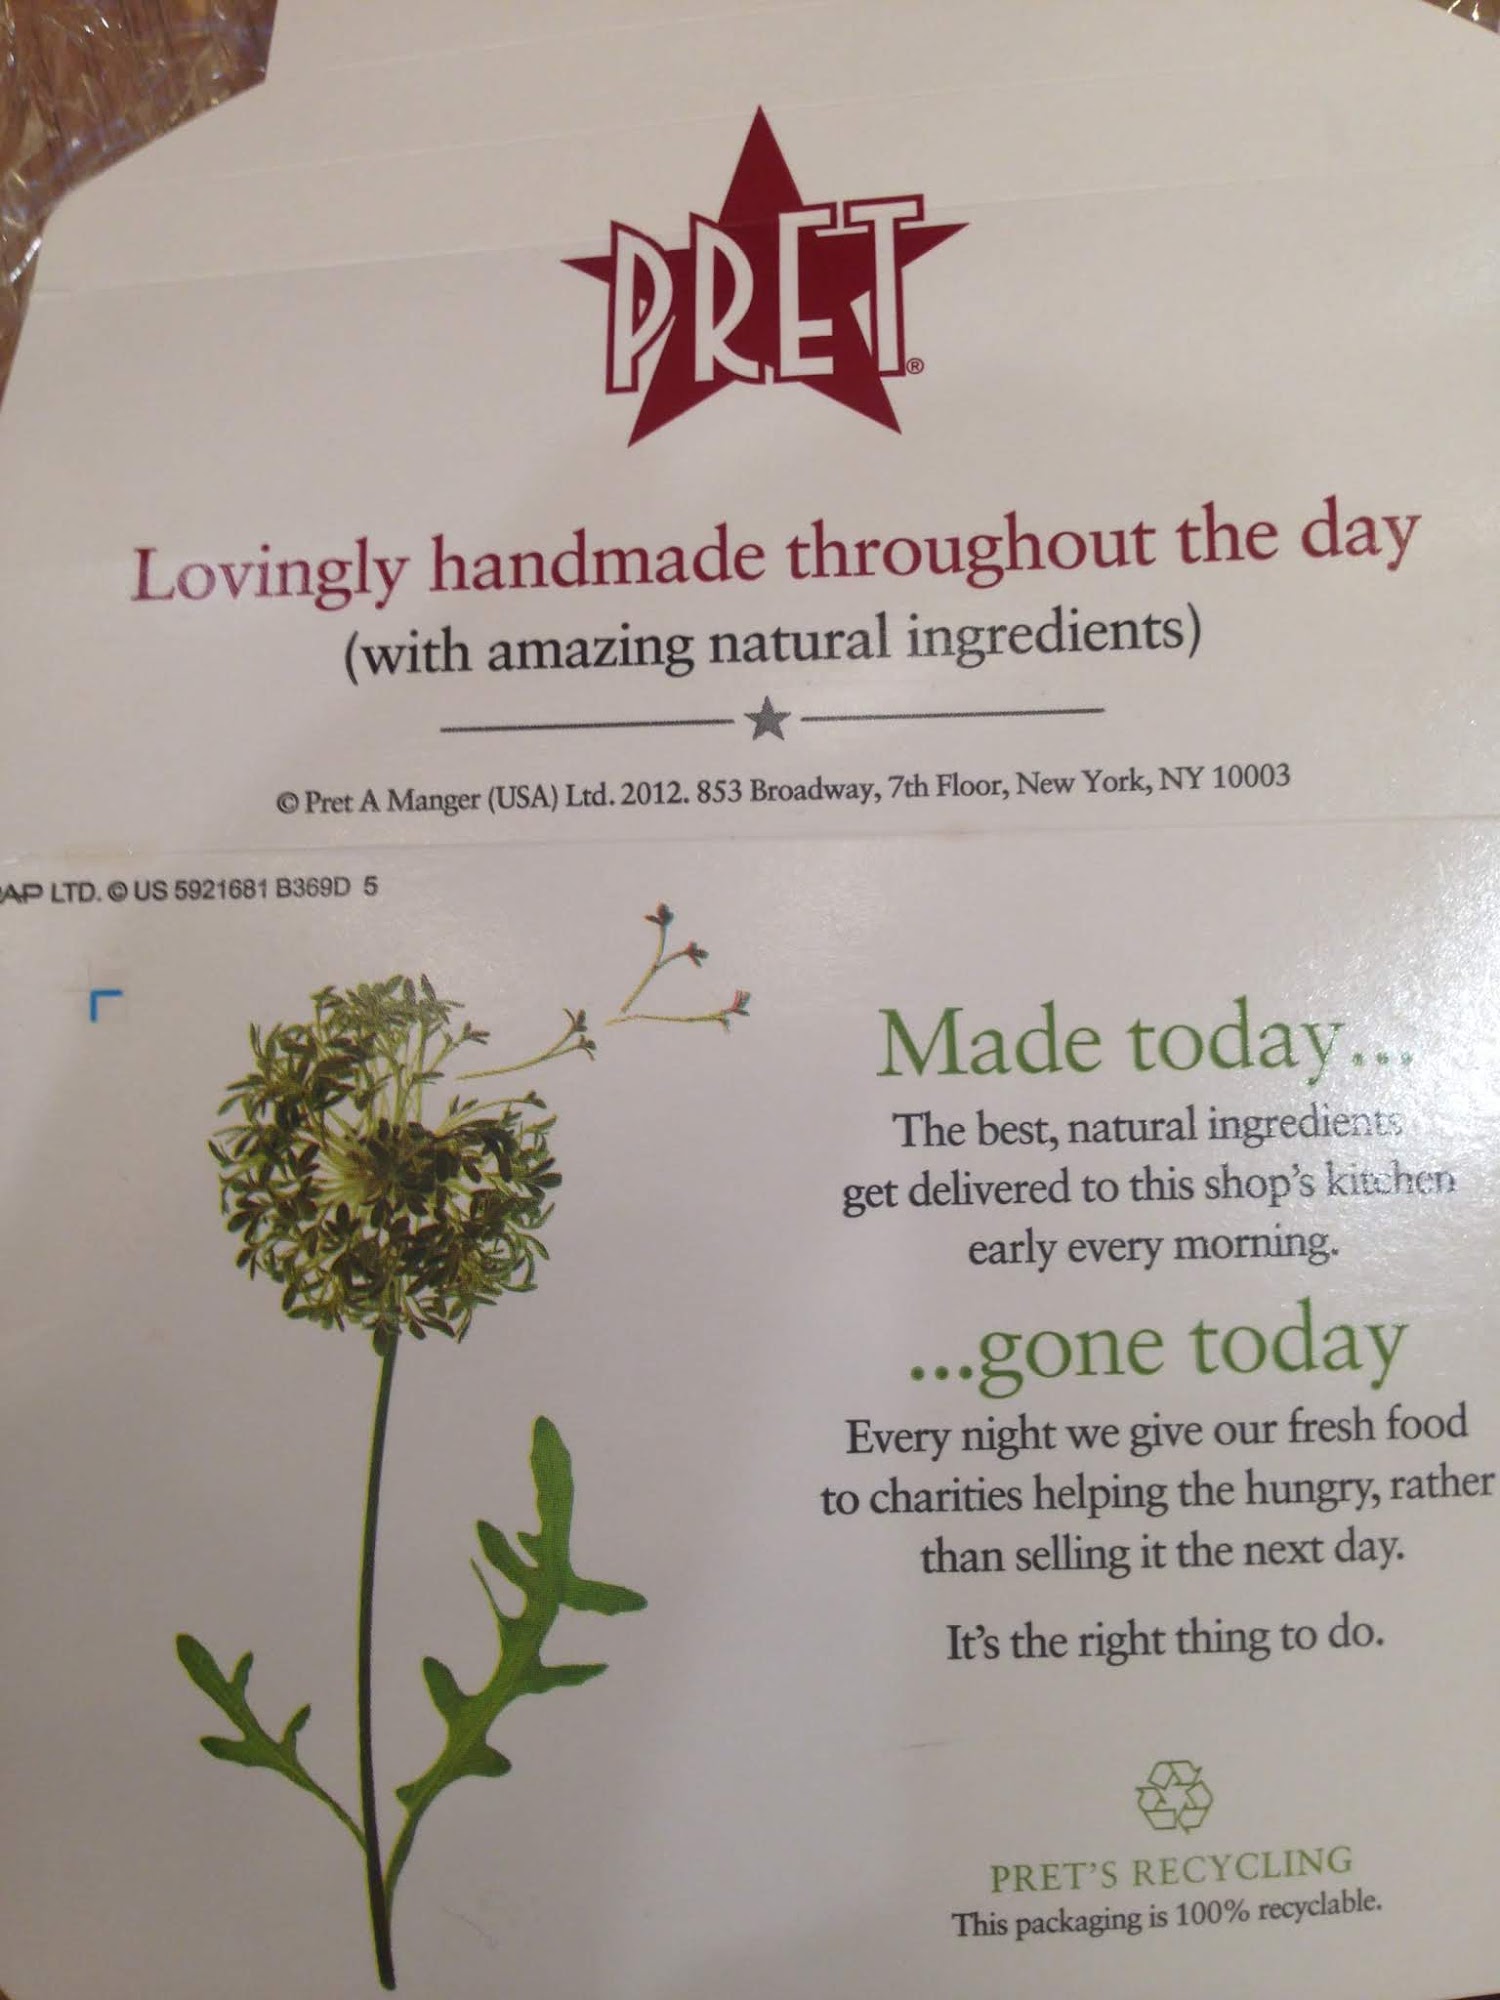 PRET®
Lovingly handmade throughout the day
(with amazing natural ingredients)
© Pret A Manger (USA) Ltd. 2012. 853 Broadway, 7th Floor, New York, NY 10003
LTD. © US 5921681 B369D 5
Made today...
The best, natural ingredients
get delivered to this shop's kitchen
early every morning.
...gone today
Every night we give our fresh food
to charities helping the hungry, rather
than selling it the next day.
It's the right thing to do.
PRET'S RECYCLING
This packaging is 100% recyclable.